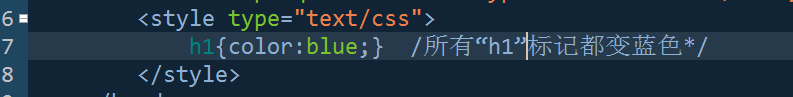 6 <style type="text/css">
7 h1{color:blue;} /所有“h1”标记都变蓝色*/
8 </style>